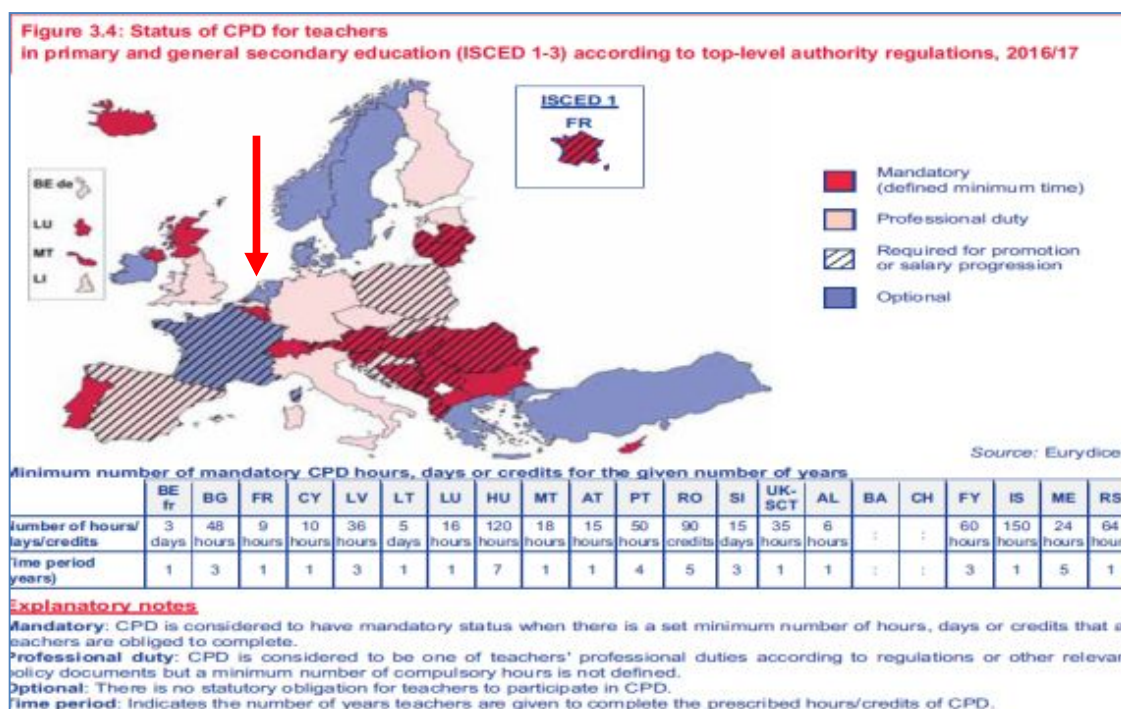 Figure 3.4: Status of CPD for teachers
in primary and general secondary education (ISCED 1-3) according to top-level authority regulations, 2016/17
ISCED 1
FR
BE de
LU
MT
LI
Mandatory
(defined minimum time)
Professional duty
Required for promotion
or salary progression
Optional
Source: Eurydice
Minimum number of mandatory CPD hours, days or credits for the given number of years
BE fr BG FR CY LV LT LU HU MT AT PT RO SI UK-SCT AL BA CH FY IS ME RS
Number of hours/ 3 48 9 10 36 5 16 120 18 15 50 90 15 35 6 : : 60 150 24 64
days/credits days hours hours hours hours days hours hours hours hours hours credits days hours hours hours hours hours hour
Time period 1 3 1 1 3 1 1 7 1 1 4 5 3 1 1 : : 3 1 5 1
years)
Explanatory notes
Mandatory: CPD is considered to have mandatory status when there is a set minimum number of hours, days or credits that a
teachers are obliged to complete.
Professional duty: CPD is considered to be one of teachers' professional duties according to regulations or other relevan
policy documents but a minimum number of compulsory hours is not defined.
Optional: There is no statutory obligation for teachers to participate in CPD.
Time period: Indicates the number of years teachers are given to complete the prescribed hours/credits of CPD.